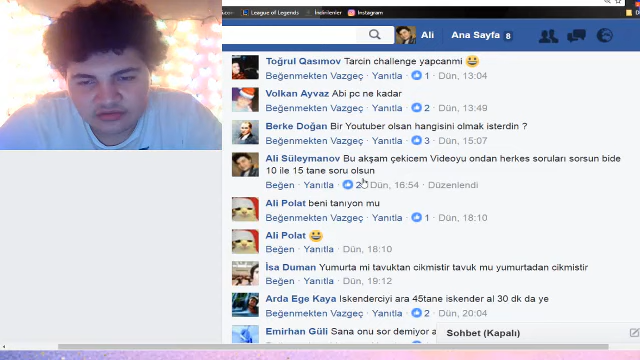 League of Legends İndirilenler Instagram
Ali Ana Sayfa 8
Toğrul Qasımov Tarcin challenge yapcanmi
Beğenmekten Vazgeç · Yanıtla · 1 · Dün, 13:04
Volkan Ayvaz Abi pc ne kadar
Beğenmekten Vazgeç · Yanıtla · 2 · Dün, 13:49
Berke Doğan Bir Youtuber olsan hangisini olmak isterdin ?
Beğenmekten Vazgeç · Yanıtla · 3 · Dün, 15:07
Ali Süleymanov Bu akşam çekicem Videoyu ondan herkes soruları sorsun bide
10 ile 15 tane soru olsun
Beğen · Yanıtla · 2 · Dün, 16:54 · Düzenlendi
Ali Polat beni tanıyon mu
Beğenmekten Vazgeç · Yanıtla · 1 · Dün, 18:10
Ali Polat
Beğen · Yanıtla · Dün, 18:10
İsa Duman Yumurta mi tavuktan cikmistir tavuk mu yumurtadan cikmistir
Beğen · Yanıtla · Dün, 19:12
Arda Ege Kaya Iskenderciyi ara 45tane iskender al 30 dk da ye
Beğenmekten Vazgeç · Yanıtla · 2 · Dün, 20:04
Emirhan Güli Sana onu sor demiyor a
Sohbet (Kapalı)